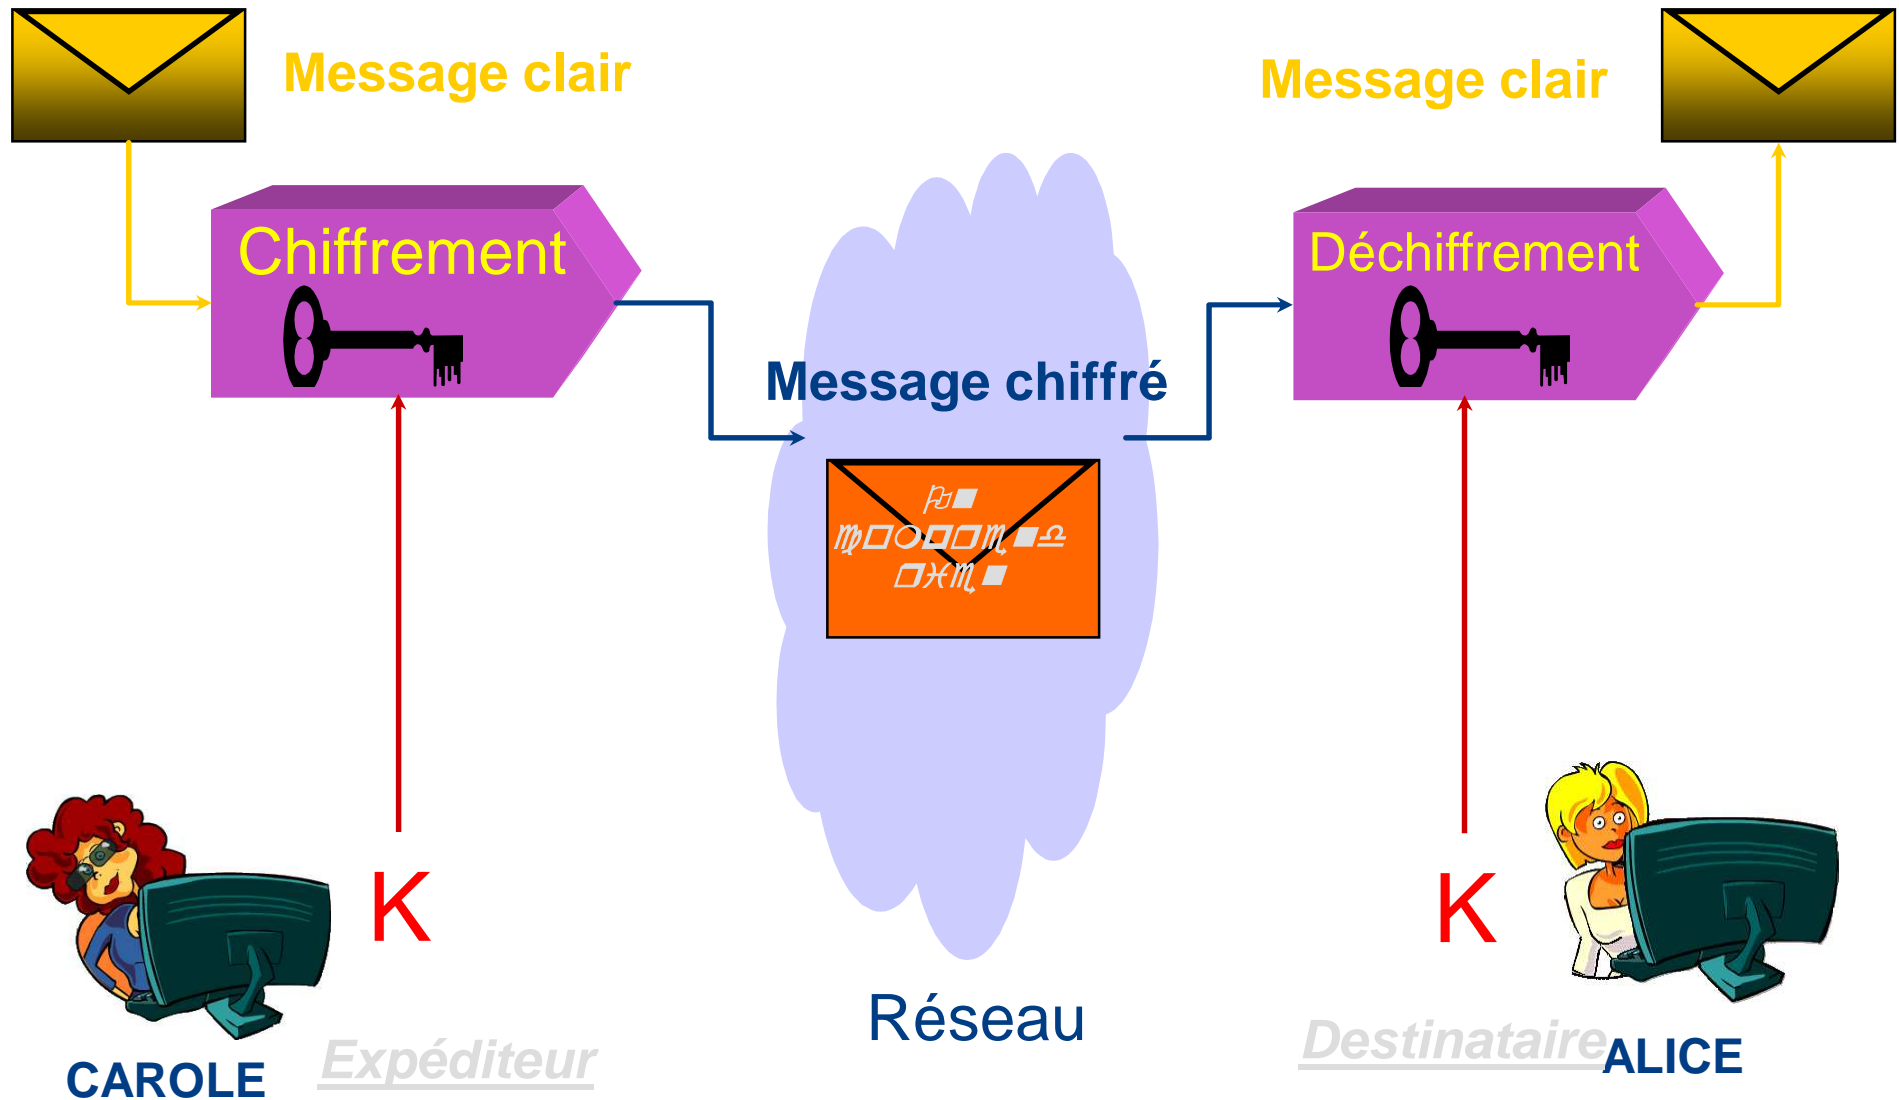 Message clair
Message clair
Chiffrement
Déchiffrement
Message chiffré
⚐■
♍□❍◻❒♏■♎
❒♓♏■
K
K
Réseau
Expéditeur
Destinataire
CAROLE
ALICE